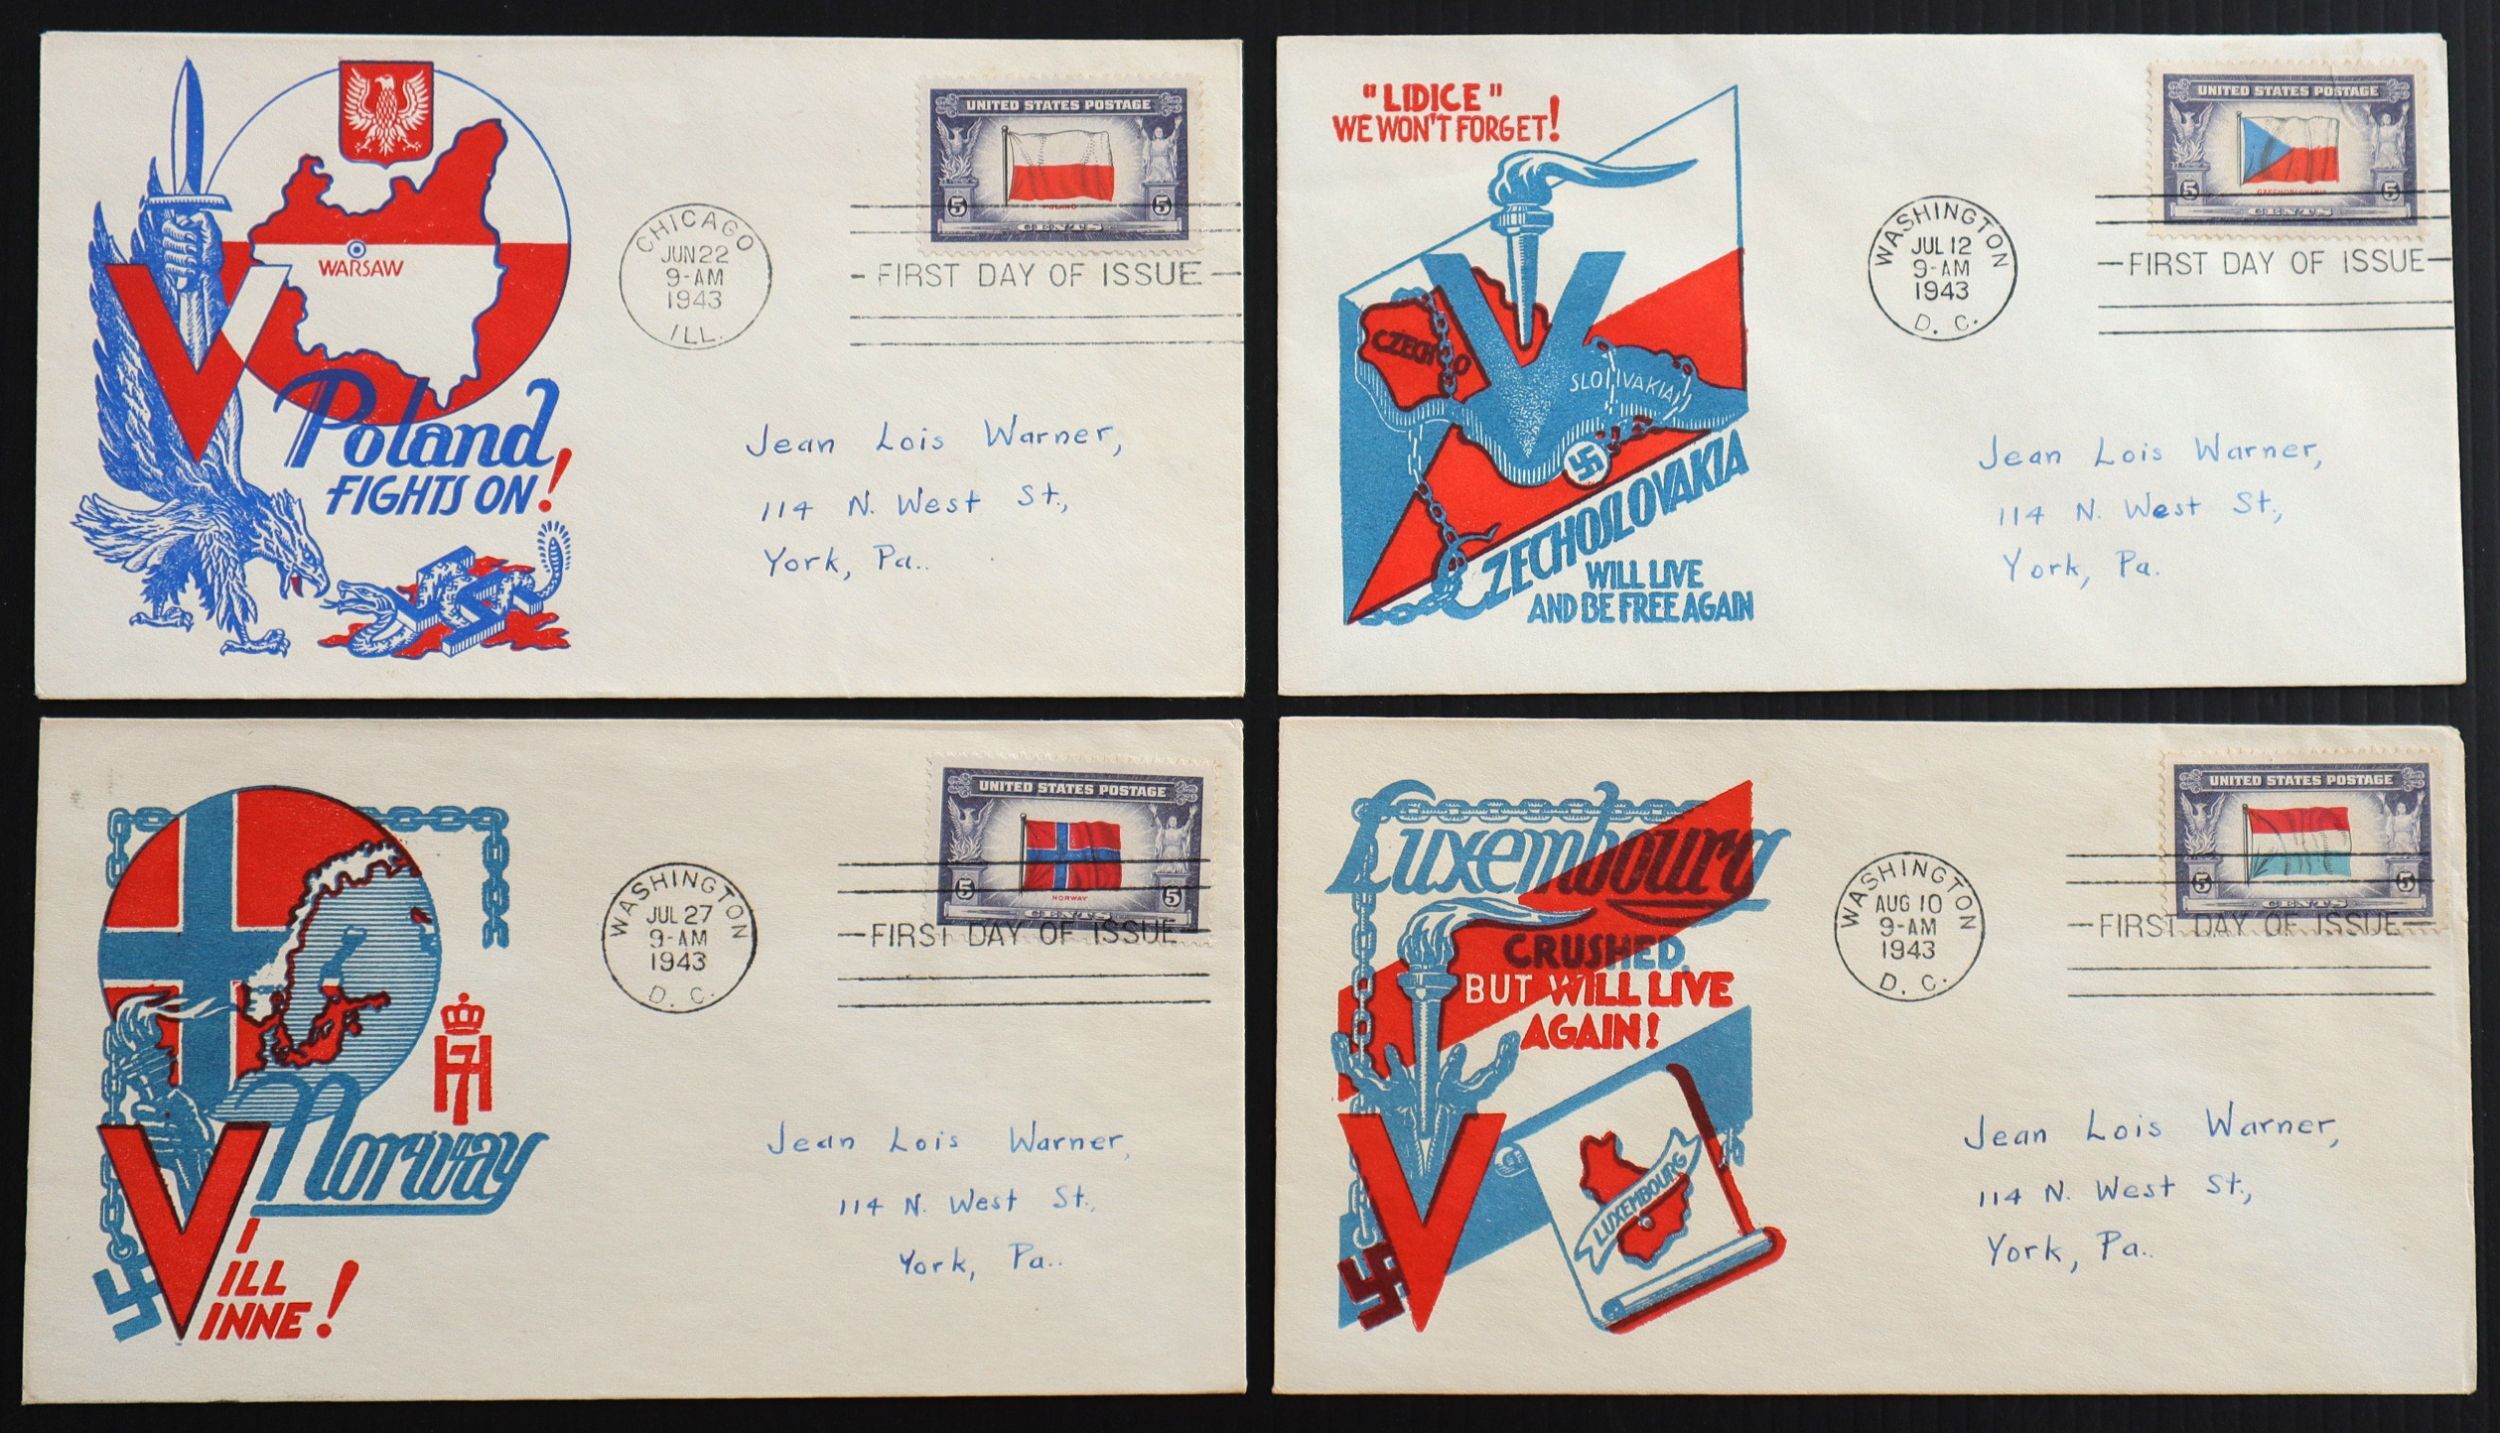 WARSAW
Poland
FIGHTS ON!
CHICAGO
JUN 22
9-AM
1943
ILL.
UNITED STATES POSTAGE
5 5
POLAND
CENTS
FIRST DAY OF ISSUE
Jean Lois Warner,
114 N. West St.,
York, Pa..
"LIDICE"
WE WON'T FORGET!
V
CZECHO
SLOVAKIA
CZECHOSLOVAKIA
WILL LIVE
AND BE FREE AGAIN
WASHINGTON
JUL 12
9-AM
1943
D. C.
UNITED STATES POSTAGE
5 5
CZECHOSLOVAKIA
CENTS
FIRST DAY OF ISSUE
Jean Lois Warner,
114 N. West St.,
York, Pa.
H7
Norway
VI
VILL
VINNE!
WASHINGTON
JUL 27
9-AM
1943
D. C.
UNITED STATES POSTAGE
5 5
NORWAY
CENTS
FIRST DAY OF ISSUE
Jean Lois Warner,
114 N. West St.,
York, Pa..
Luxembourg
CRUSHED,
BUT WILL LIVE
AGAIN!
V
LUXEMBOURG
WASHINGTON
AUG 10
9-AM
1943
D. C.
UNITED STATES POSTAGE
5 5
CENTS
FIRST DAY OF ISSUE
Jean Lois Warner,
114 N. West St.,
York, Pa..